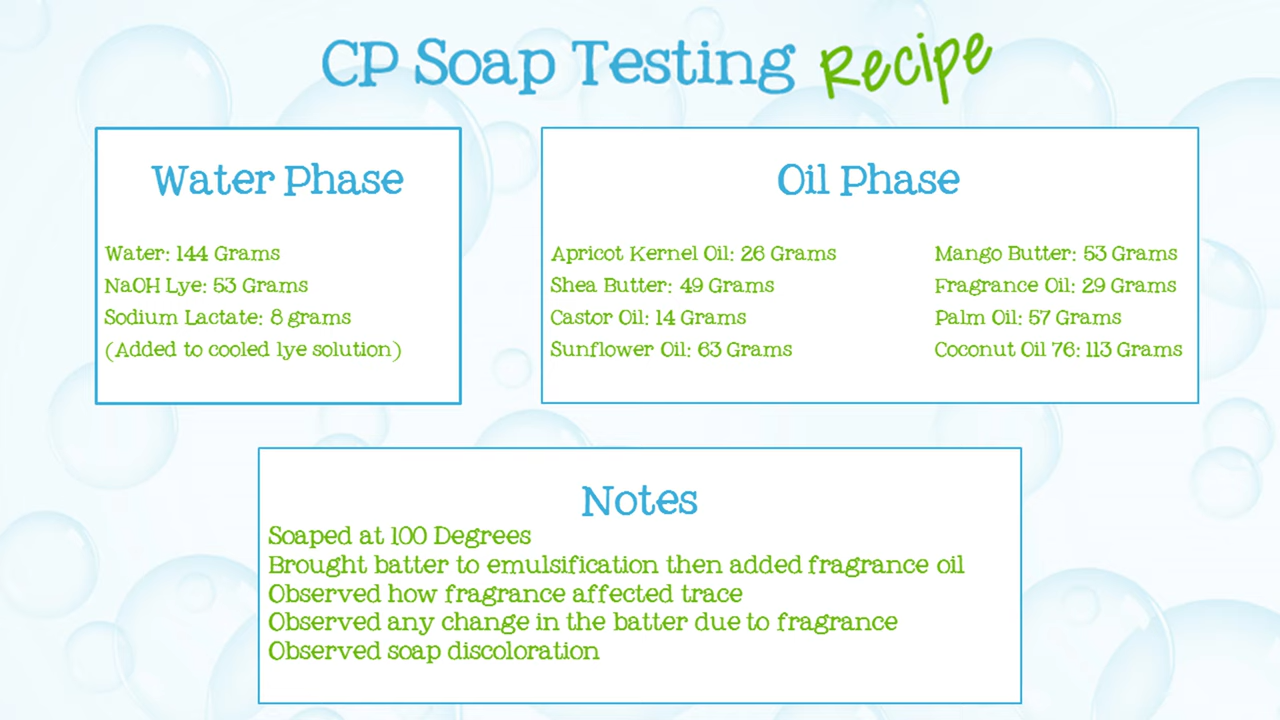 CP Soap Testing Recipe
Water Phase
Water: 144 Grams
NaOH Lye: 53 Grams
Sodium Lactate: 8 grams
(Added to cooled lye solution)
Oil Phase
Apricot Kernel Oil: 26 Grams
Shea Butter: 49 Grams
Castor Oil: 14 Grams
Sunflower Oil: 63 Grams
Mango Butter: 53 Grams
Fragrance Oil: 29 Grams
Palm Oil: 57 Grams
Coconut Oil 76: 113 Grams
Notes
Soaped at 100 Degrees
Brought batter to emulsification then added fragrance oil
Observed how fragrance affected trace
Observed any change in the batter due to fragrance
Observed soap discoloration